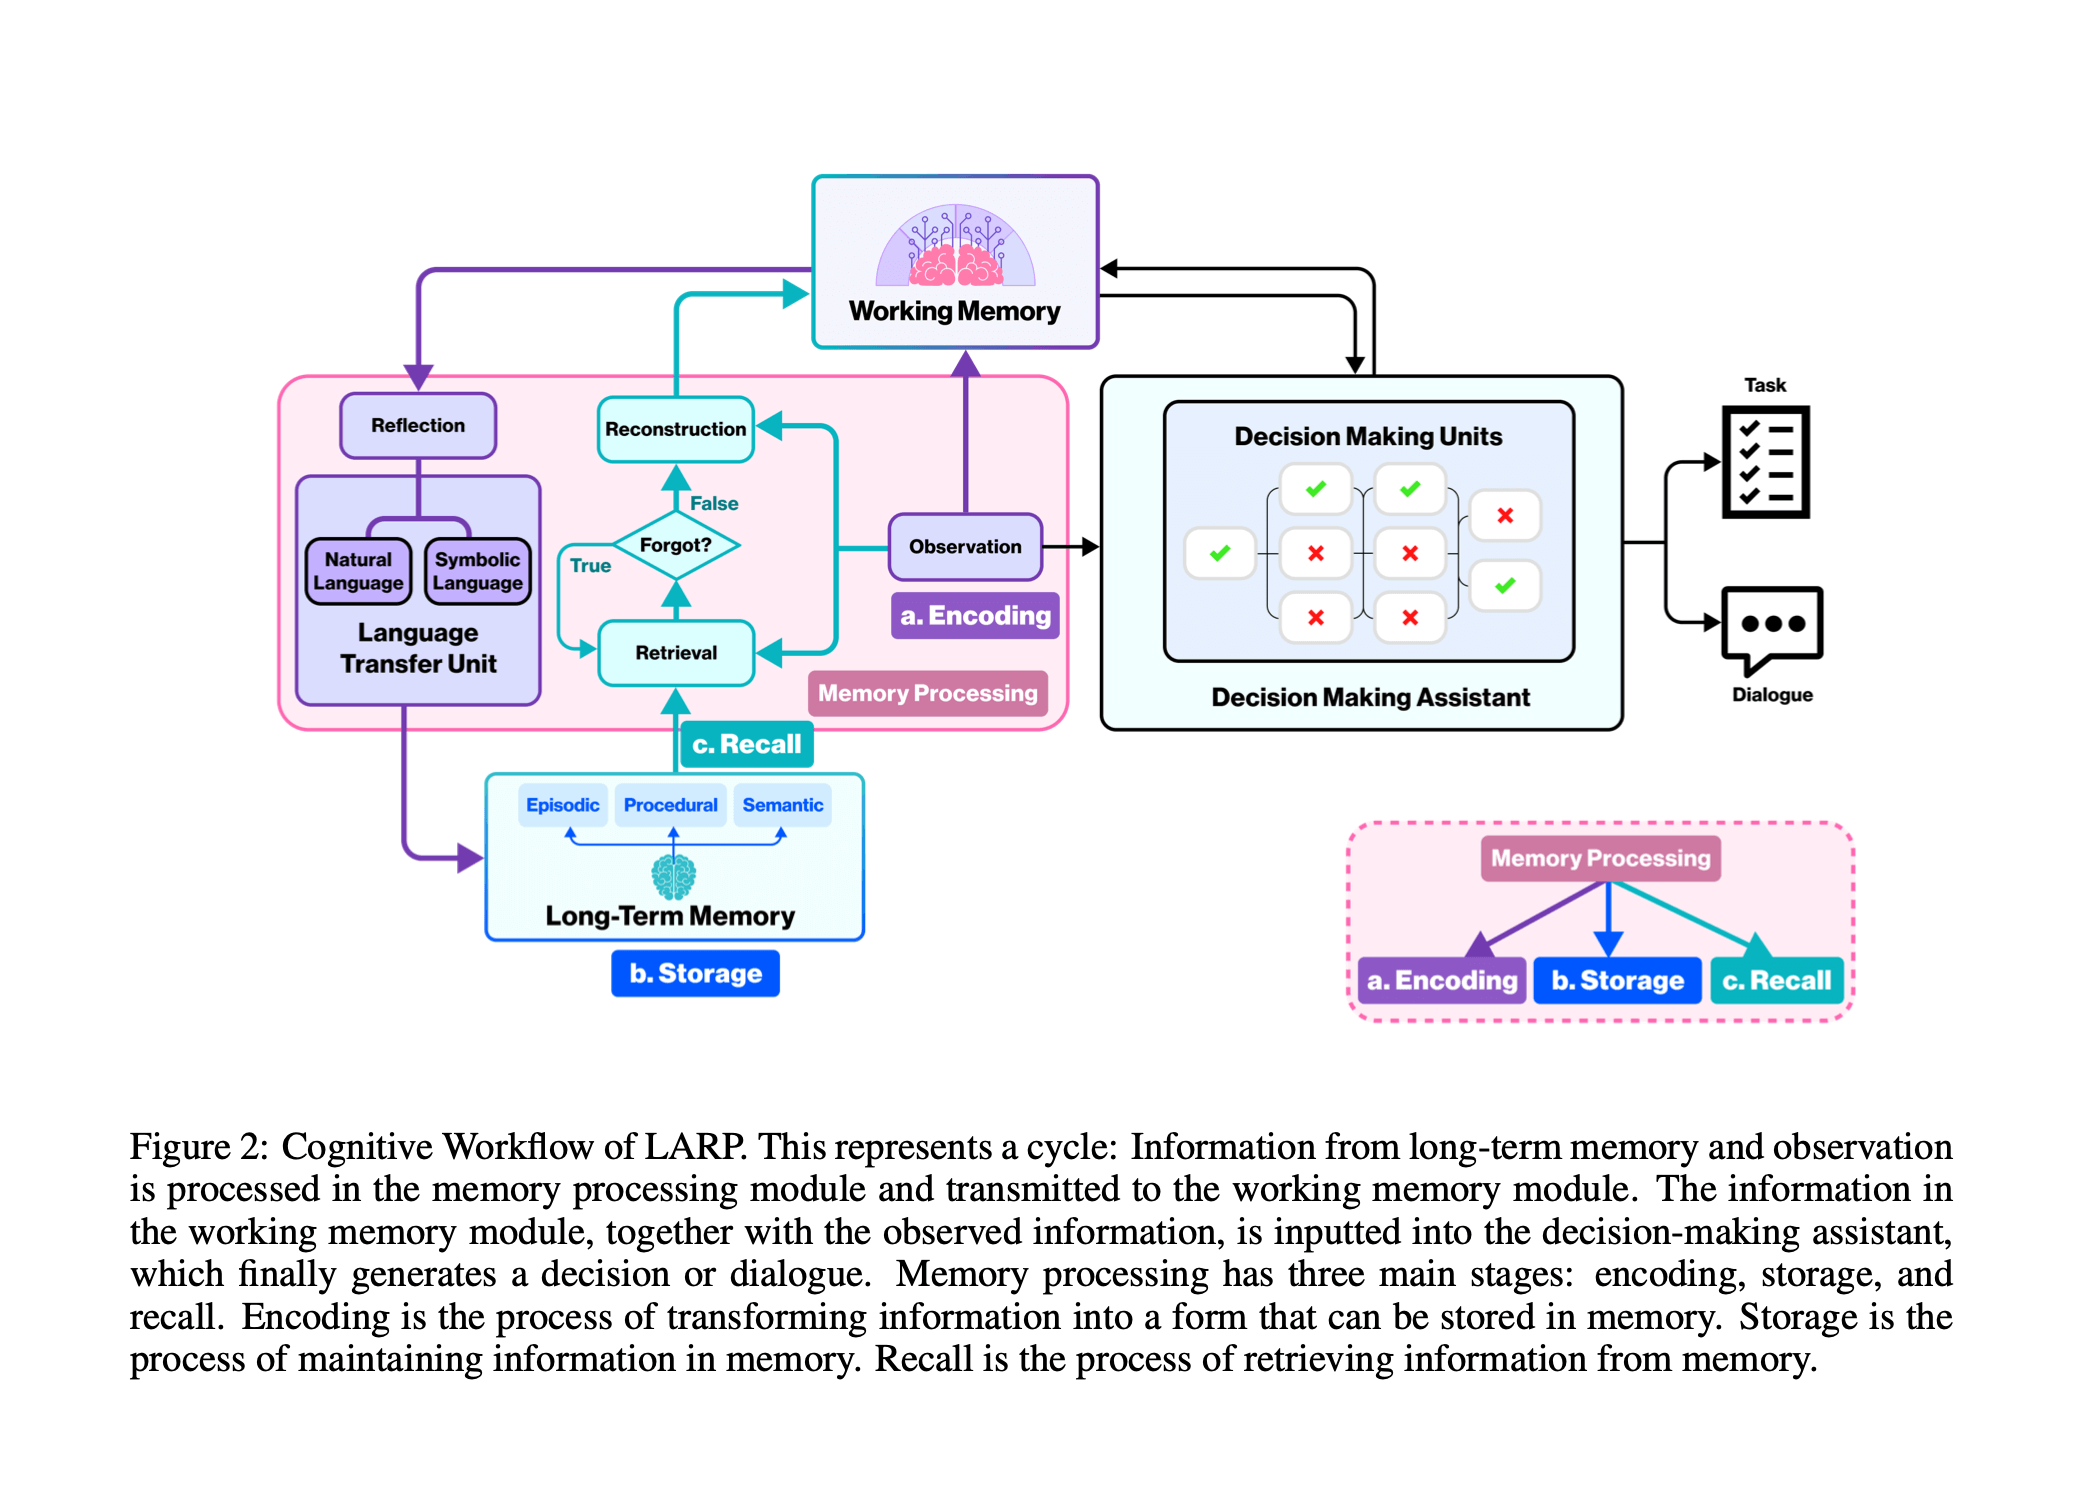 Working Memory
Reflection
Natural
Language
Symbolic
Language
Language
Transfer Unit
Reconstruction
False
Forgot?
True
Retrieval
Observation
a. Encoding
Memory Processing
c. Recall
Episodic
Procedural
Semantic
Long-Term Memory
b. Storage
Decision Making Units
Decision Making Assistant
Task
Dialogue
Memory Processing
a. Encoding
b. Storage
c. Recall
Figure 2: Cognitive Workflow of LARP. This represents a cycle: Information from long-term memory and observation
is processed in the memory processing module and transmitted to the working memory module. The information in
the working memory module, together with the observed information, is inputted into the decision-making assistant,
which finally generates a decision or dialogue. Memory processing has three main stages: encoding, storage, and
recall. Encoding is the process of transforming information into a form that can be stored in memory. Storage is the
process of maintaining information in memory. Recall is the process of retrieving information from memory.